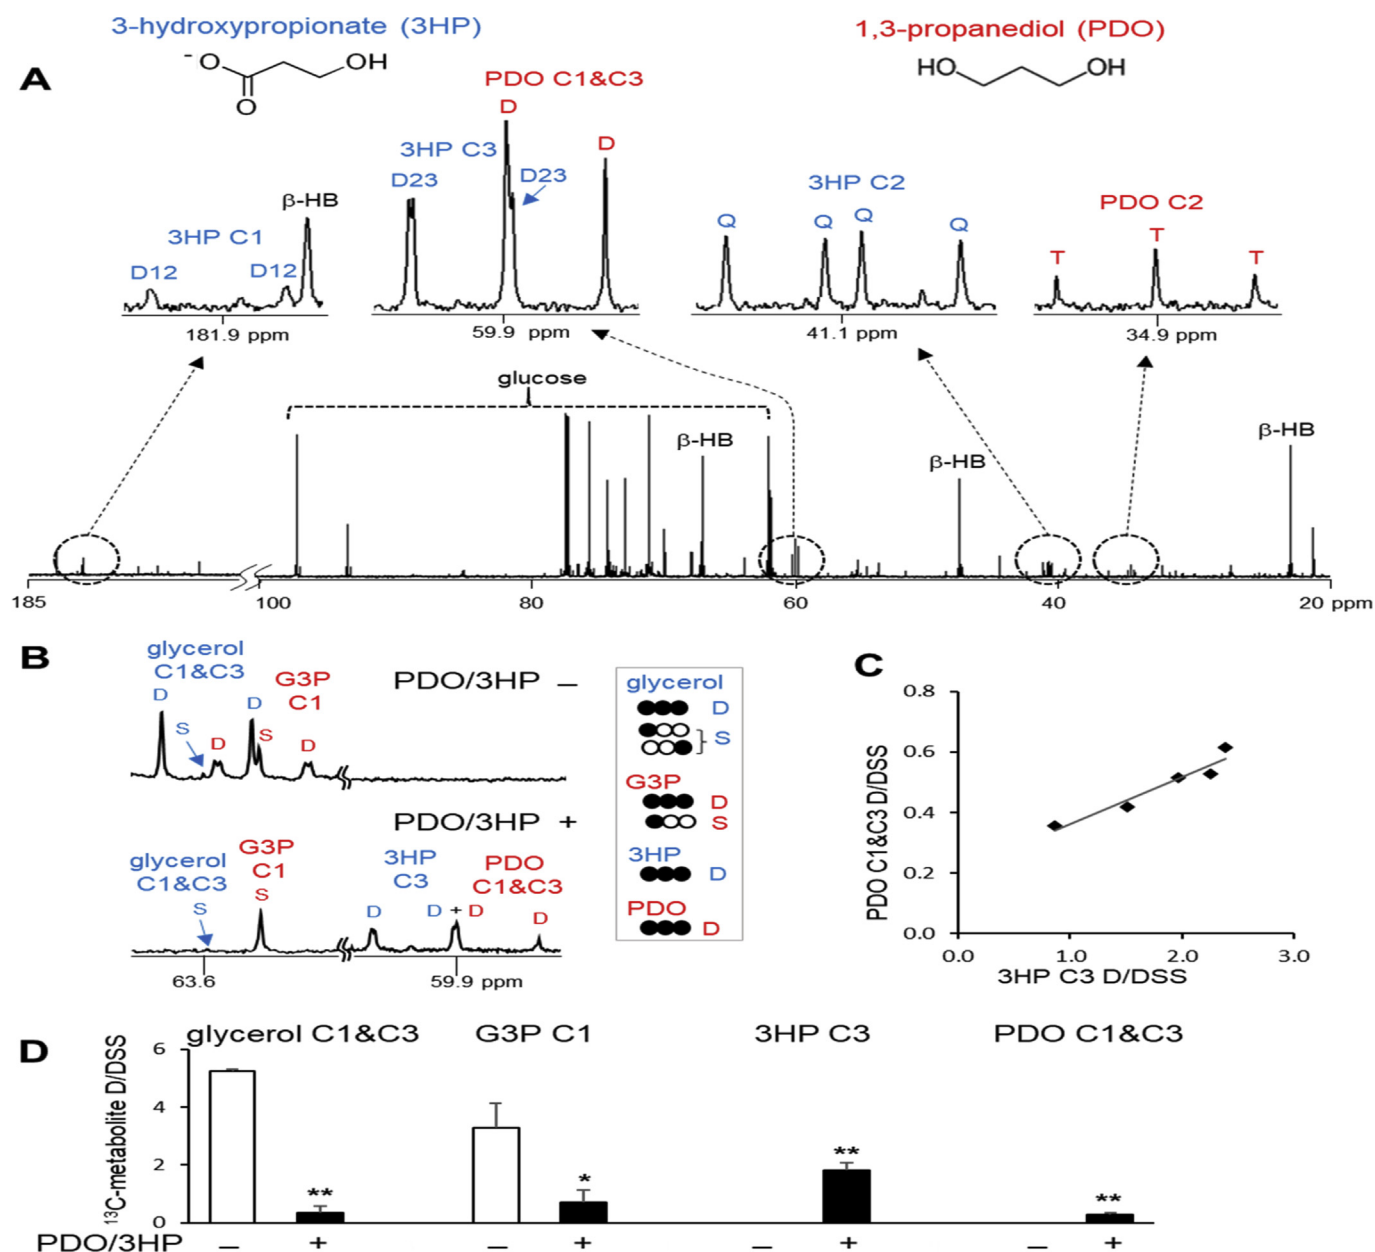 3-hydroxypropionate (3HP)
1,3-propanediol (PDO)
A
-O
OH
O
HO
OH
PDO C1&C3
D
D
3HP C3
D23
D23
β-HB
3HP C1
D12
D12
3HP C2
Q
Q
Q
Q
PDO C2
T
T
T
181.9 ppm
59.9 ppm
41.1 ppm
34.9 ppm
glucose
β-HB
β-HB
β-HB
185
100
80
60
40
20 ppm
B
glycerol
C1&C3
G3P
C1
PDO/3HP –
D
S
D
D
S
D
PDO/3HP +
glycerol
C1&C3
G3P
C1
3HP
C3
PDO
C1&C3
S
S
D
D + D
D
63.6
59.9 ppm
glycerol
D
S
G3P
D
S
3HP
D
PDO
D
C
PDO C1&C3 D/DSS
0.8
0.6
0.4
0.2
0.0
0.0
1.0
2.0
3.0
3HP C3 D/DSS
D
glycerol C1&C3
G3P C1
3HP C3
PDO C1&C3
13C-metabolite D/DSS
6
4
2
0
**
*
**
**
PDO/3HP – + – + – + – +